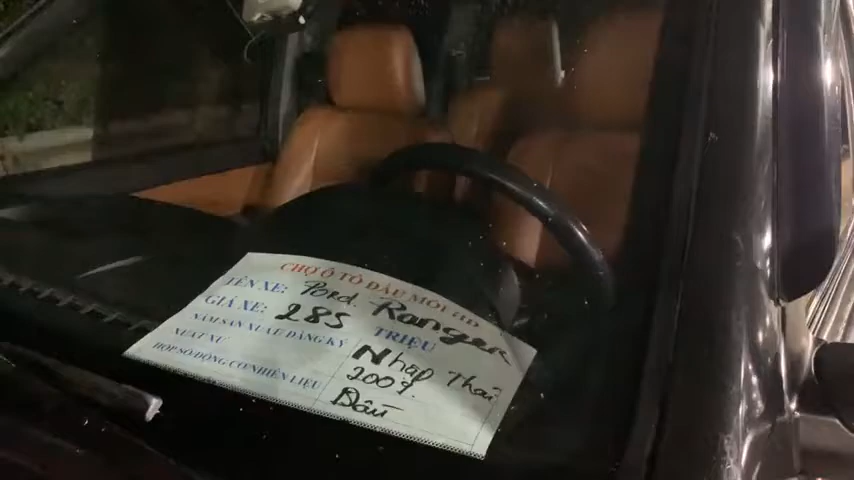 CHỢ Ô TÔ ĐẦU MỐI HD
TÊN XE: Ford Ranger
GIÁ XE: 285 TRIỆU
NĂM SẢN XUẤT ĐĂNG KÝ 2009.
XUẤT XỨ Nhập Thái
HỘP SỐ ĐỘNG CƠ NHIÊN LIỆU Dầu